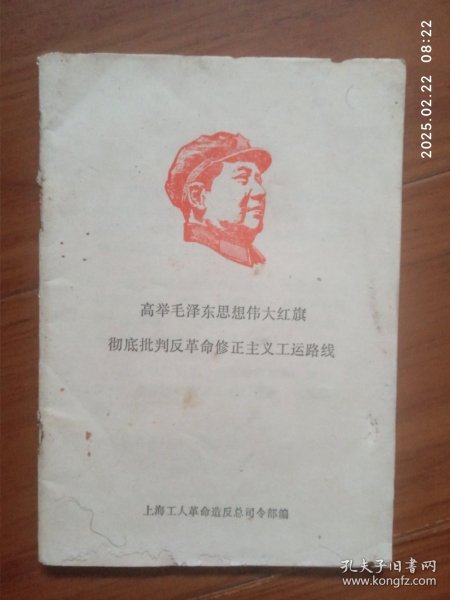 2025.02.22 08:22
高举毛泽东思想伟大红旗
彻底批判反革命修正主义工运路线
上海工人革命造反总司令部编
孔夫子旧书网
www.kongfz.com